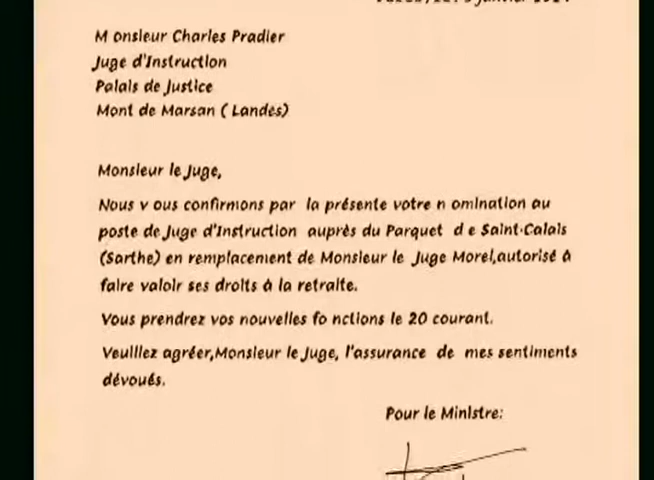 janvier
M onsieur Charles Pradier
Juge d'Instruction
Palais de Justice
Mont de Marsan ( Landes)
Monsieur le Juge,
Nous v ous confirmons par la présente votre n omination au
poste de Juge d'Instruction auprès du Parquet d e Saint-Calais
(Sarthe) en remplacement de Monsieur le Juge Morel,autorisé à
faire valoir ses droits à la retraite.
Vous prendrez vos nouvelles fo nctions le 20 courant.
Veuillez agréer,Monsieur le Juge, l'assurance de mes sentiments
dévoués.
Pour le Ministre: